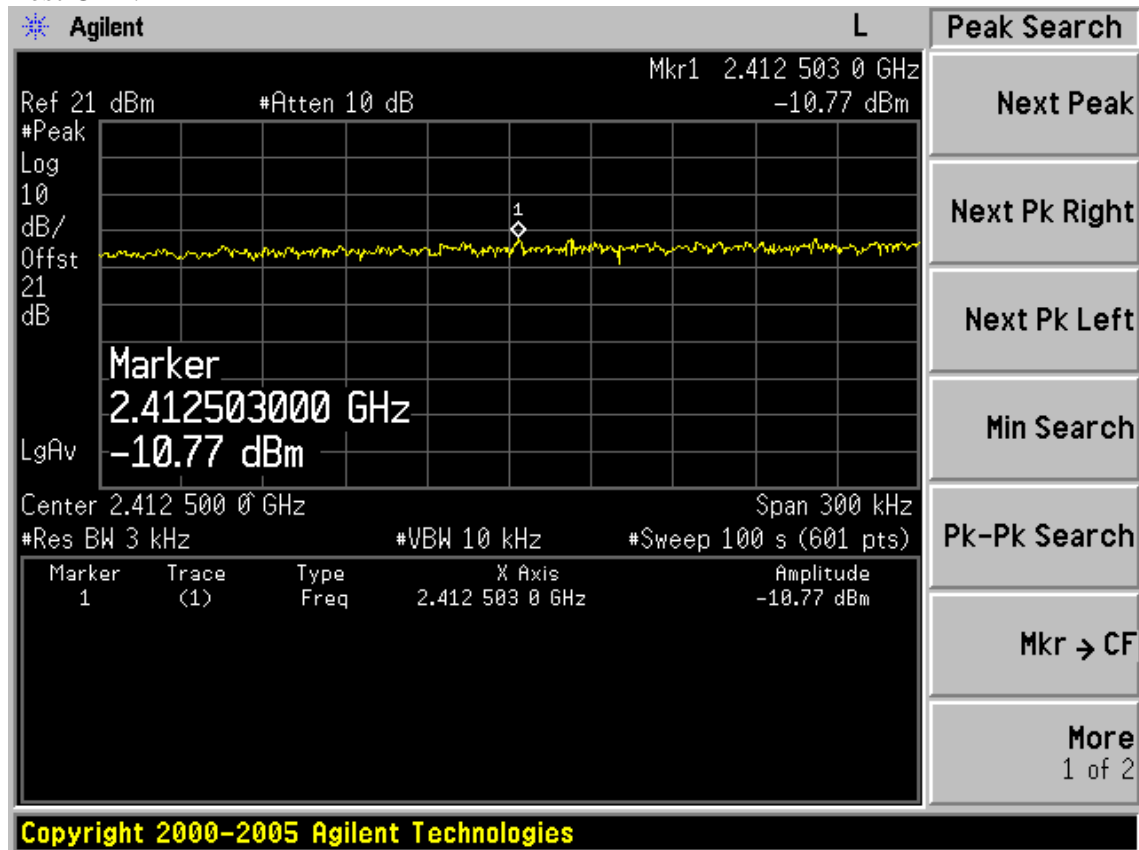 Agilent L Peak Search
Mkr1 2.412 503 0 GHz
Ref 21 dBm #Atten 10 dB -10.77 dBm
#Peak
Log
10
dB/
Offst
21
dB
1
Marker
2.412503000 GHz
-10.77 dBm
LgAv
Center 2.412 500 0 GHz Span 300 kHz
#Res BW 3 kHz #VBW 10 kHz #Sweep 100 s (601 pts)
Marker Trace Type X Axis Amplitude
1 (1) Freq 2.412 503 0 GHz -10.77 dBm
Next Peak
Next Pk Right
Next Pk Left
Min Search
Pk-Pk Search
Mkr → CF
More
1 of 2
Copyright 2000-2005 Agilent Technologies